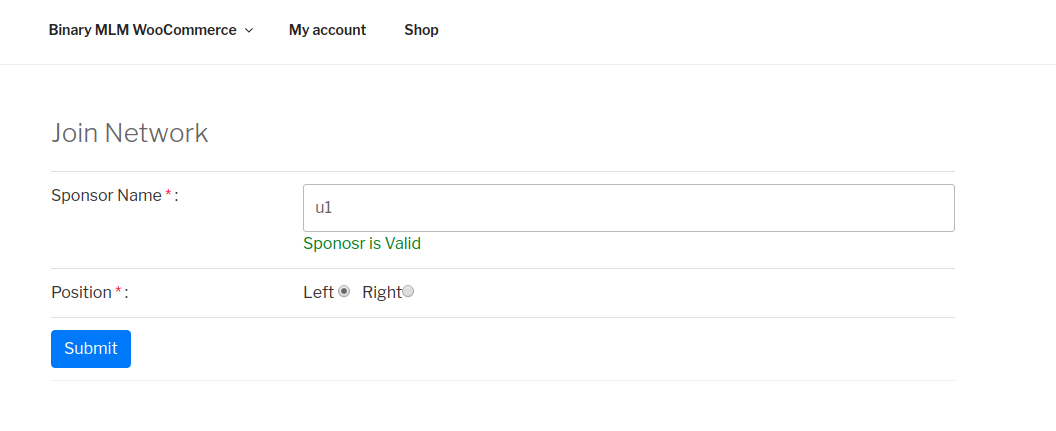 Binary MLM WooCommerce My account Shop
Join Network
Sponsor Name * : u1
Sponosr is Valid
Position * : Left Right
Submit